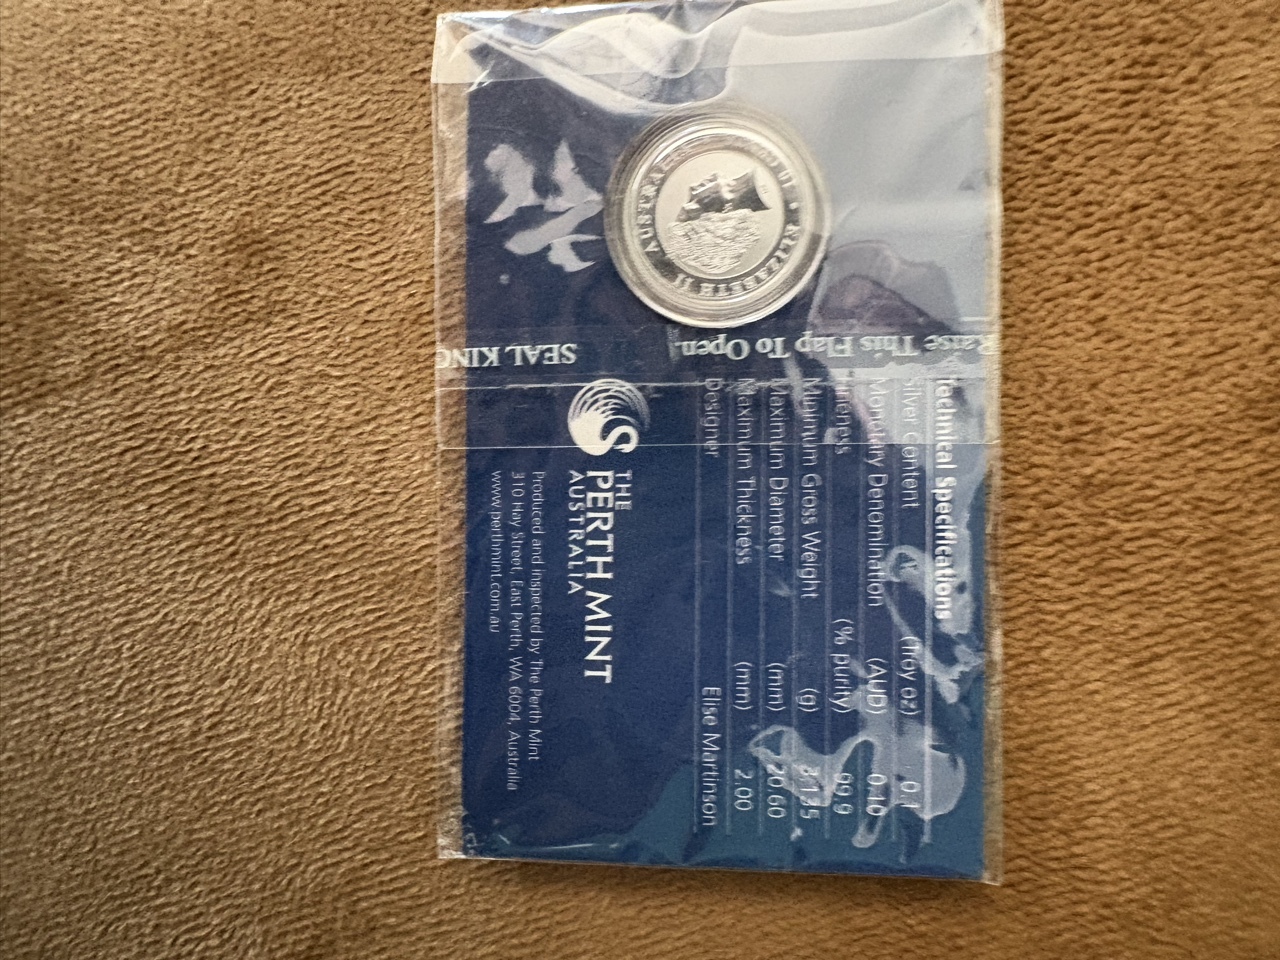 AUSTRALIA
ELIZABETH II
Raise This Flap To Open.
SEAL KING
Technical Specifications
Silver Content (Troy oz) 0.1
Monetary Denomination (AUD) 0.10
Fineness (% purity) 99.9
Minimum Gross Weight (g) 3.135
Maximum Diameter (mm) 20.60
Maximum Thickness (mm) 2.00
Designer Elise Martinson
THE
PERTH MINT
AUSTRALIA
Produced and inspected by The Perth Mint
310 Hay Street, East Perth, WA 6004, Australia
www.perthmint.com.au